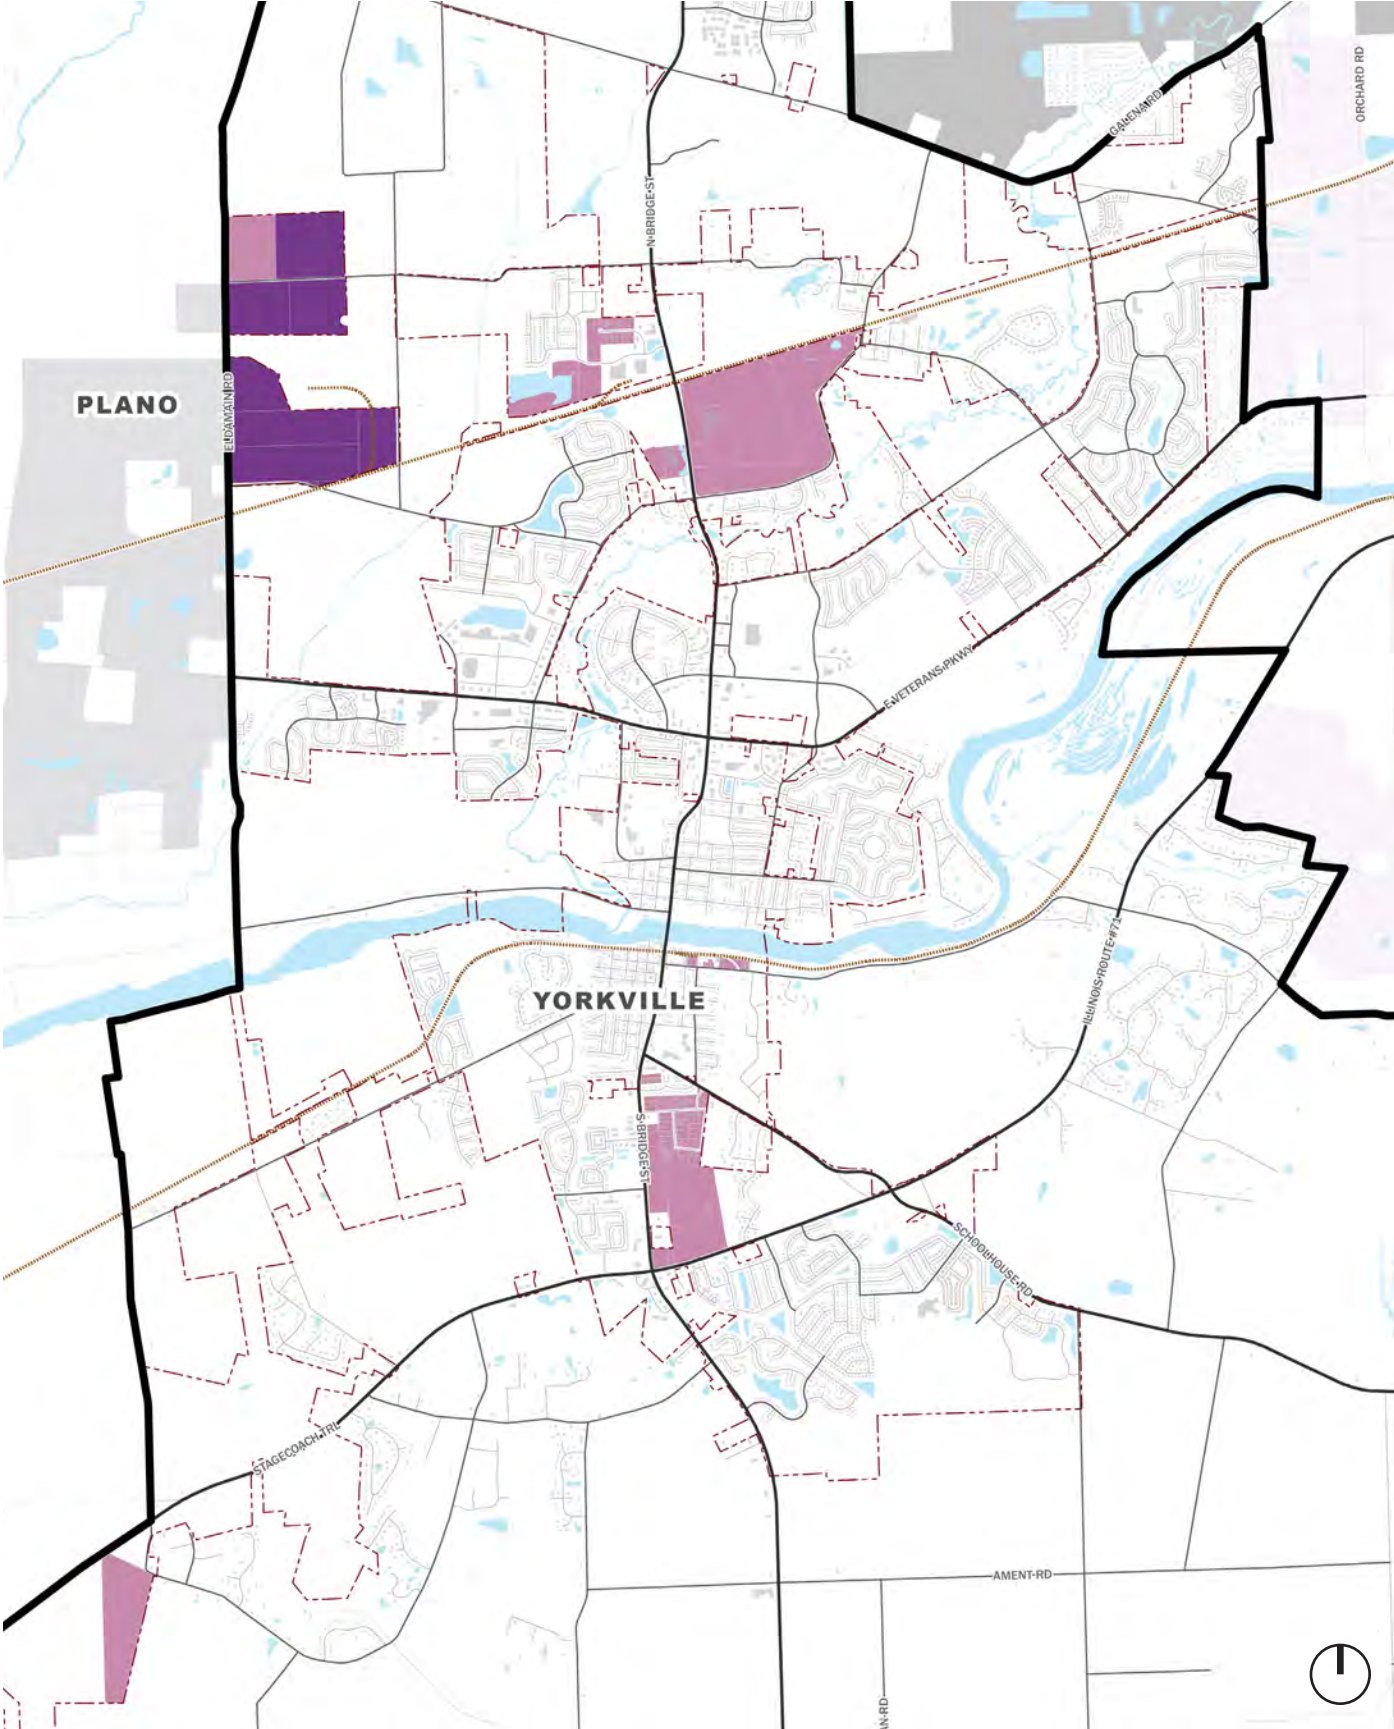 ORCHARD RD
GALENA RD
N BRIDGE ST
PLANO
ELDAMAIN RD
E VETERANS PKWY
ILLINOIS ROUTE #71
YORKVILLE
S BRIDGE ST
SCHOOLHOUSE RD
STAGECOACH TRL
AMENT RD
N RD